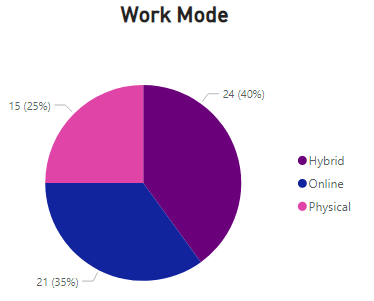 Work Mode
24 (40%)
15 (25%)
Hybrid
Online
Physical
21 (35%)